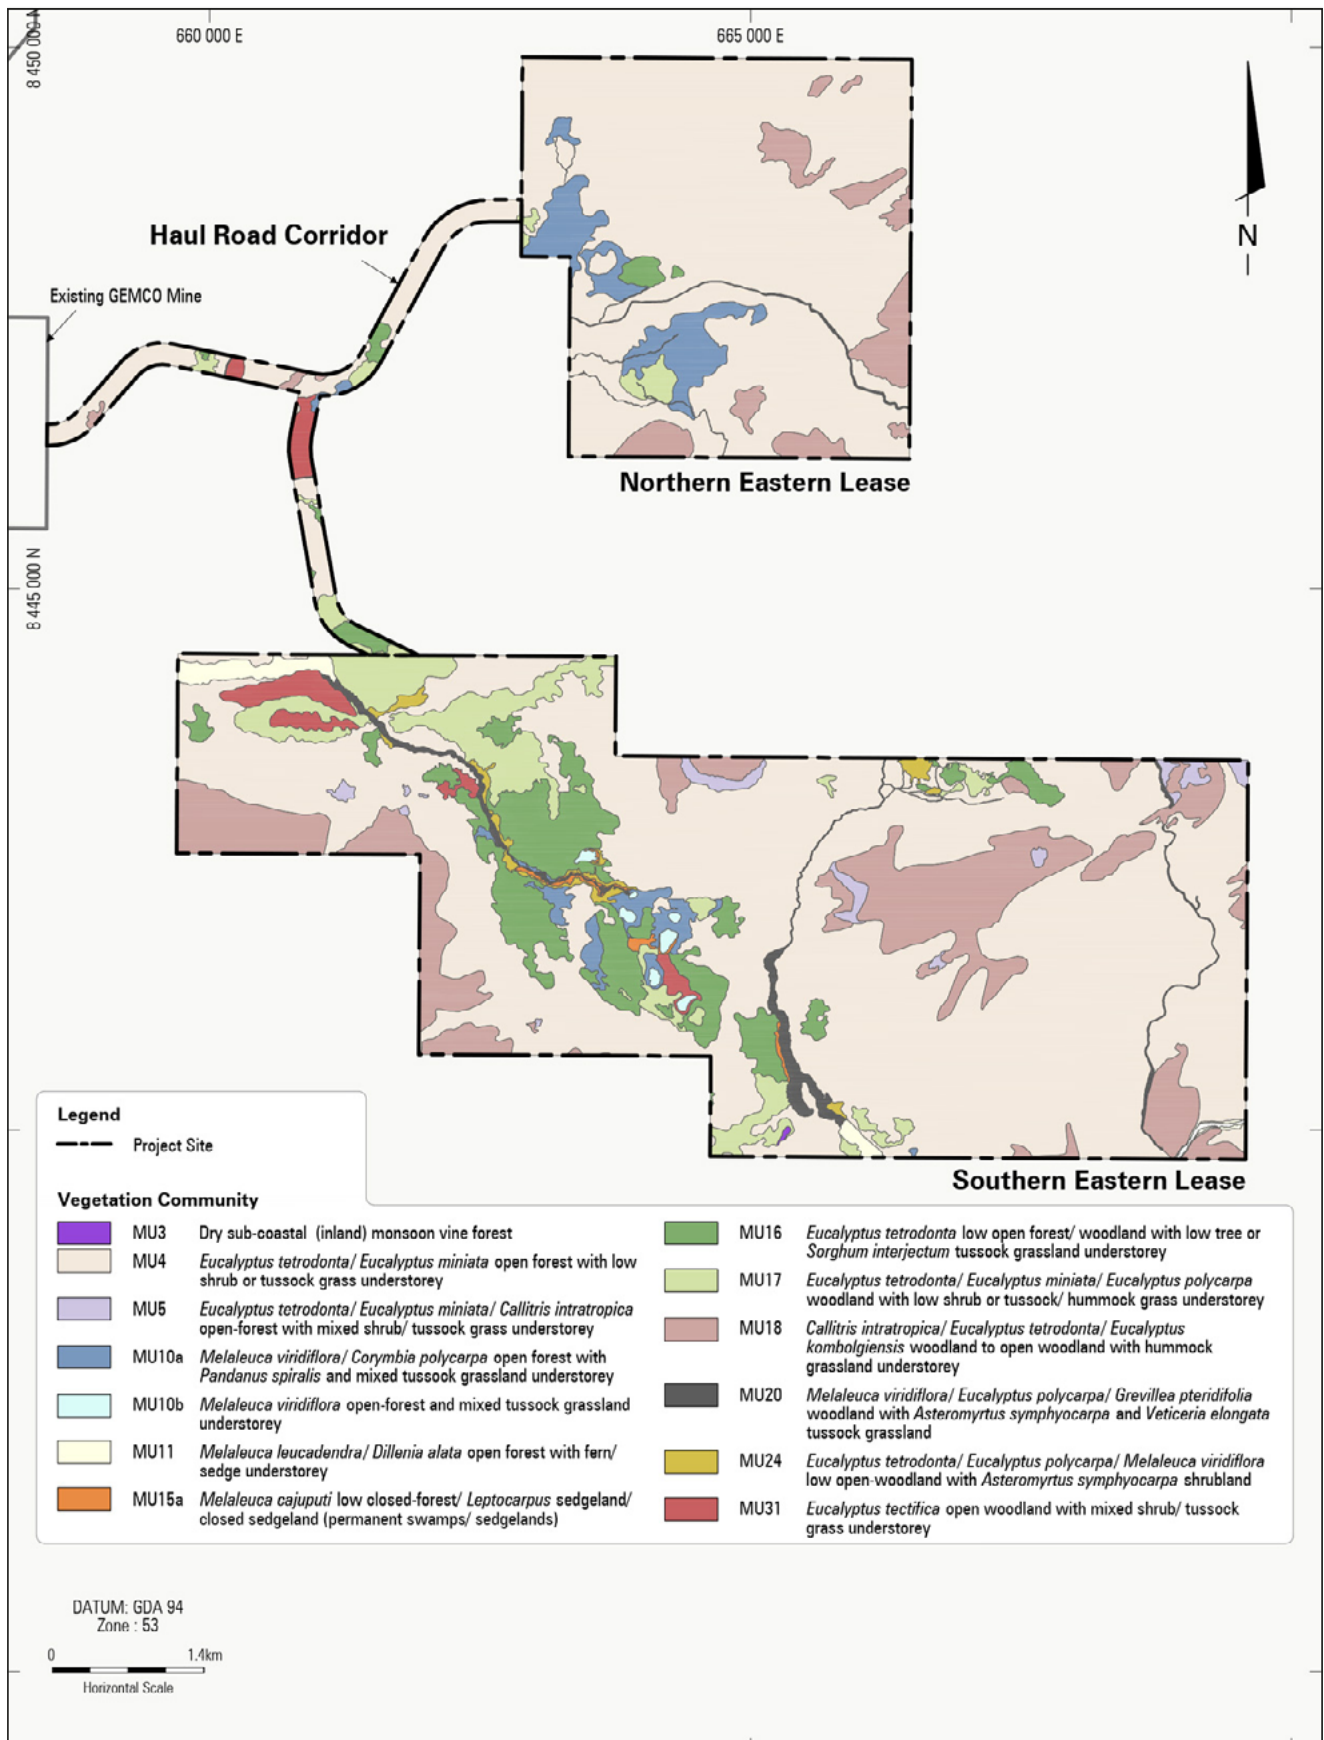 660 000 E
665 000 E
8 450 000 N
Haul Road Corridor
N
Existing GEMCO Mine
Northern Eastern Lease
8 445 000 N
Southern Eastern Lease
Legend
Project Site
Vegetation Community
MU3 Dry sub-coastal (inland) monsoon vine forest
MU4 Eucalyptus tetrodonta/ Eucalyptus miniata open forest with low
shrub or tussock grass understorey
MU5 Eucalyptus tetrodonta/ Eucalyptus miniata/ Callitris intratropica
open-forest with mixed shrub/ tussock grass understorey
MU10a Melaleuca viridiflora/ Corymbia polycarpa open forest with
Pandanus spiralis and mixed tussock grassland understorey
MU10b Melaleuca viridiflora open-forest and mixed tussock grassland
understorey
MU11 Melaleuca leucadendra/ Dillenia alata open forest with fern/
sedge understorey
MU15a Melaleuca cajuputi low closed-forest/ Leptocarpus sedgeland/
closed sedgeland (permanent swamps/ sedgelands)
MU16 Eucalyptus tetrodonta low open forest/ woodland with low tree or
Sorghum interjectum tussock grassland understorey
MU17 Eucalyptus tetrodonta/ Eucalyptus miniata/ Eucalyptus polycarpa
woodland with low shrub or tussock/ hummock grass understorey
MU18 Callitris intratropica/ Eucalyptus tetrodonta/ Eucalyptus
kombolgiensis woodland to open woodland with hummock
grassland understorey
MU20 Melaleuca viridiflora/ Eucalyptus polycarpa/ Grevillea pteridifolia
woodland with Asteromyrtus symphyocarpa and Veticeria elongata
tussock grassland
MU24 Eucalyptus tetrodonta/ Eucalyptus polycarpa/ Melaleuca viridiflora
low open-woodland with Asteromyrtus symphyocarpa shrubland
MU31 Eucalyptus tectifica open woodland with mixed shrub/ tussock
grass understorey
DATUM: GDA 94
Zone : 53
0 1.4km
Horizontal Scale